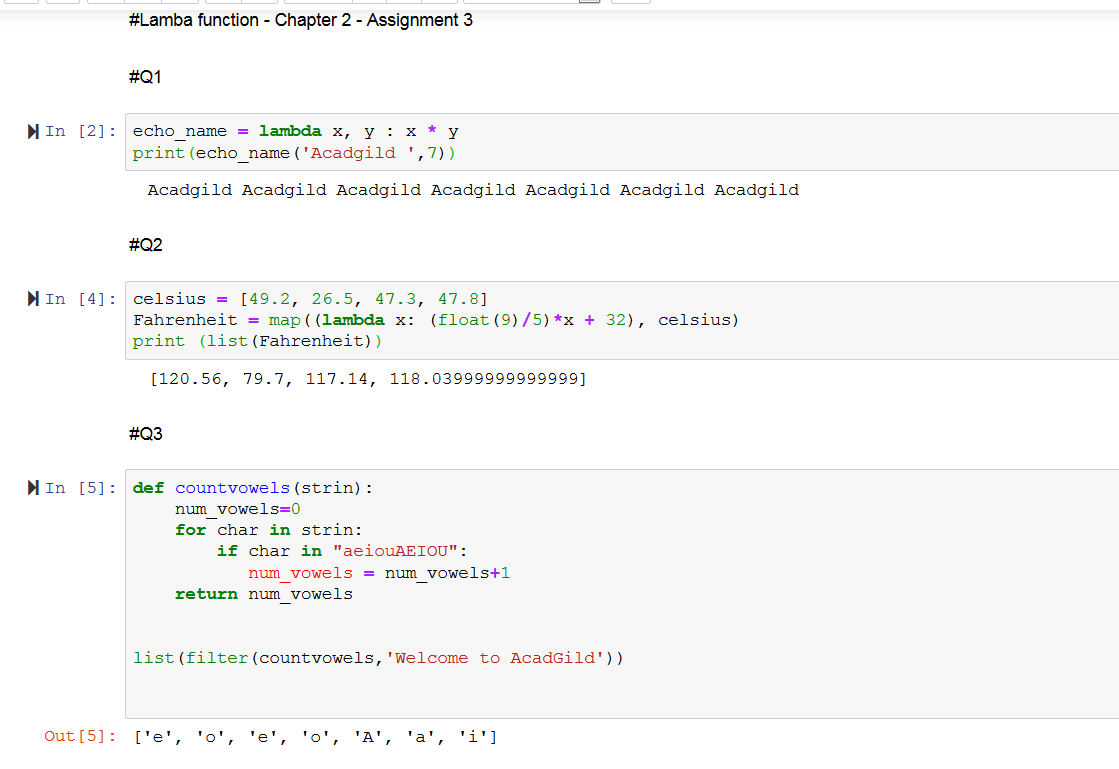 #Lamba function - Chapter 2 - Assignment 3
#Q1
In [2]: echo_name = lambda x, y : x * y
print(echo_name('Acadgild ',7))
Acadgild Acadgild Acadgild Acadgild Acadgild Acadgild Acadgild
#Q2
In [4]: celsius = [49.2, 26.5, 47.3, 47.8]
Fahrenheit = map((lambda x: (float(9)/5)*x + 32), celsius)
print (list(Fahrenheit))
[120.56, 79.7, 117.14, 118.03999999999999]
#Q3
In [5]: def countvowels(strin):
    num_vowels=0
    for char in strin:
        if char in "aeiouAEIOU":
           num_vowels = num_vowels+1
    return num_vowels
list(filter(countvowels,'Welcome to AcadGild'))
Out[5]: ['e', 'o', 'e', 'o', 'A', 'a', 'i']